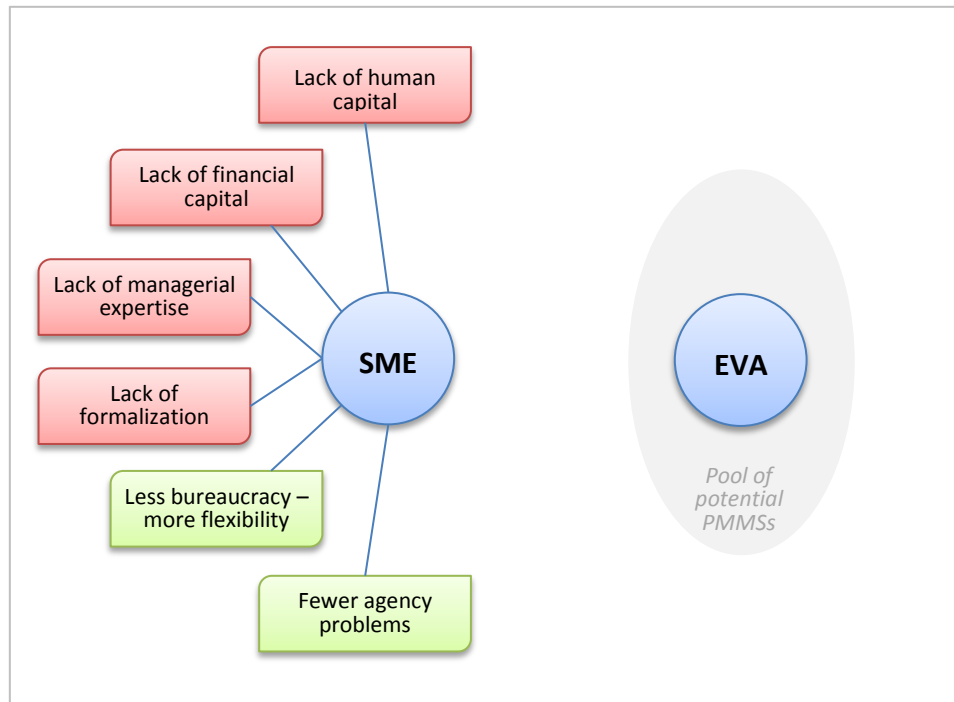 Lack of human
capital
Lack of financial
capital
Lack of managerial
expertise
Lack of
formalization
Less bureaucracy –
more flexibility
Fewer agency
problems
SME
EVA
Pool of
potential
PMMSs